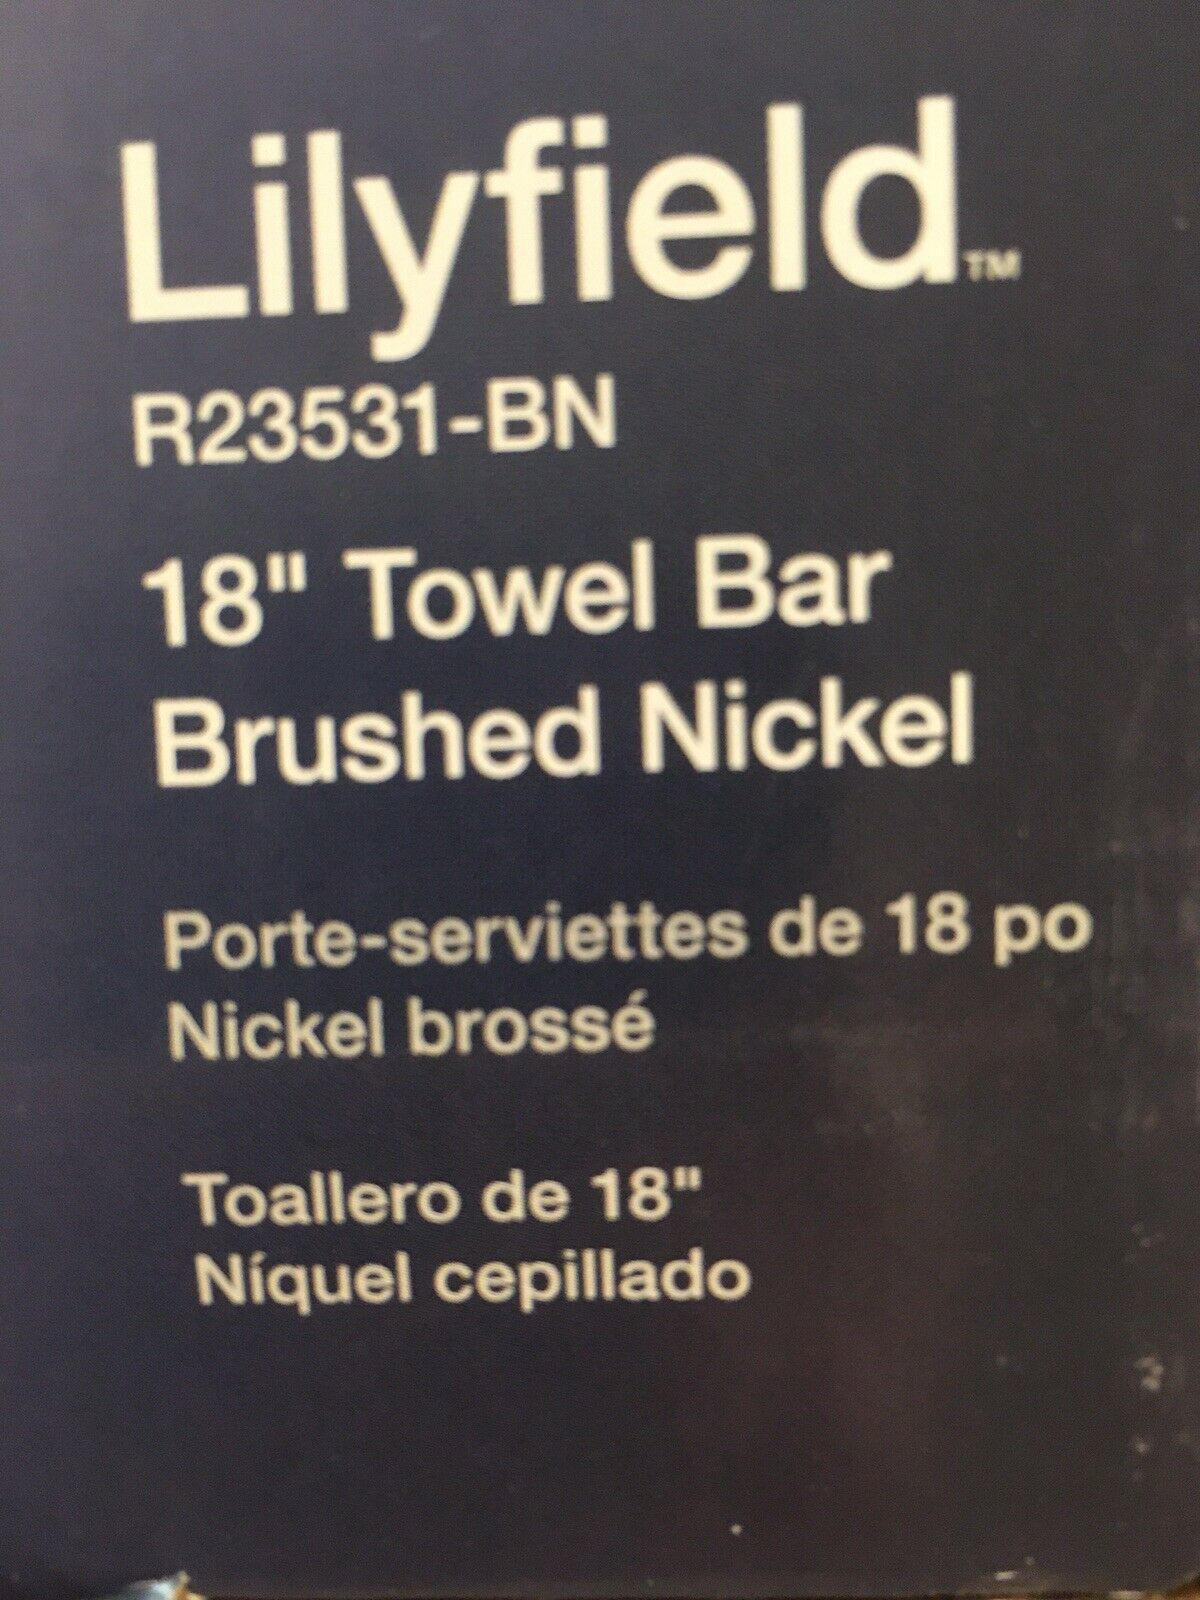 Lilyfield™
R23531-BN
18" Towel Bar
Brushed Nickel
Porte-serviettes de 18 po
Nickel brossé
Toallero de 18"
Níquel cepillado